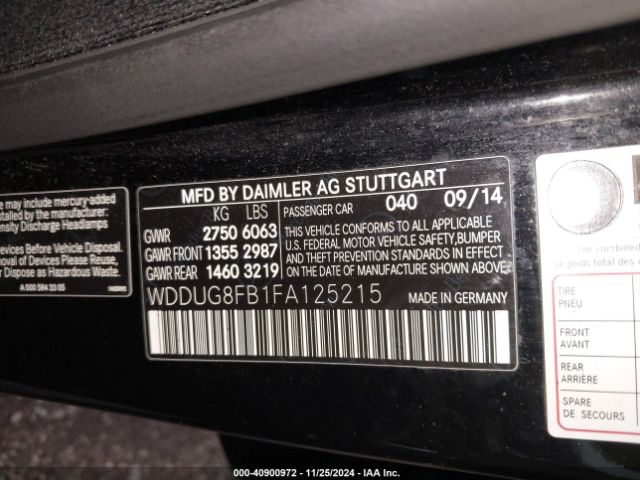 e may include mercury-added
stalled by the manufacturer:
ensity Discharge Headlamps
Devices Before Vehicle Disposal.
Removal of Devices Please
spose as Hazardous Waste.
A 000 584 33 05
MFD BY DAIMLER AG STUTTGART
KG LBS
GVWR 2750 6063
GAWR FRONT 1355 2987
GAWR REAR 1460 3219
PASSENGER CAR 040 09/14
THIS VEHICLE CONFORMS TO ALL APPLICABLE
U.S. FEDERAL MOTOR VEHICLE SAFETY, BUMPER
AND THEFT PREVENTION STANDARDS IN EFFECT
ON THE DATE OF MANUFACTURE SHOWN ABOVE.
WDDUG8FB1FA125215 MADE IN GERMANY
The combined
Le poids total des
TIRE
PNEU
FRONT
AVANT
REAR
ARRIÈRE
SPARE
DE SECOURS
000-40900972 - 11/25/2024 - IAA Inc.